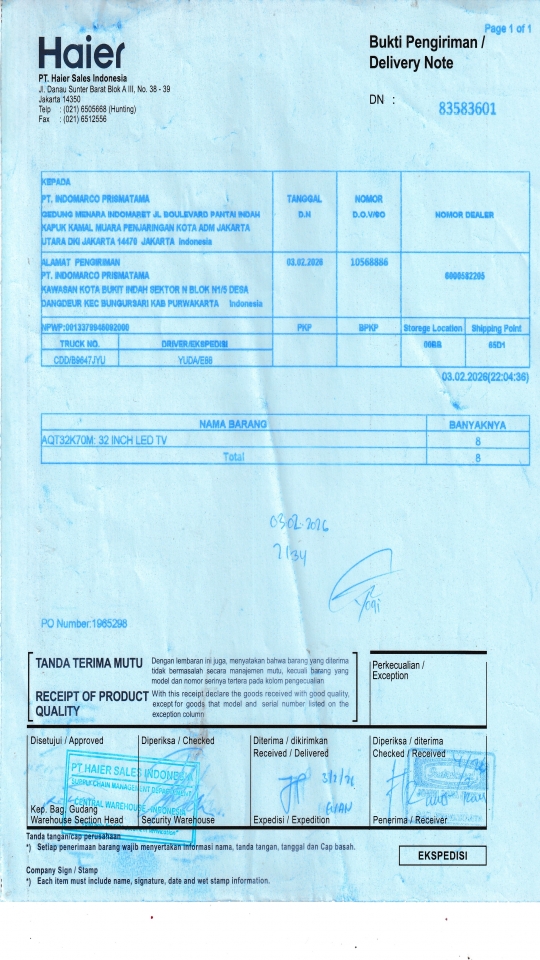 Page 1 of 1
Haier
Bukti Pengiriman /
Delivery Note
PT. Haier Sales Indonesia
Jl. Danau Sunter Barat Blok A III, No. 38 - 39
Jakarta 14350
Telp : (021) 6505668 (Hunting)
Fax : (021) 6512556
DN : 83583601
KEPADA
PT. INDOMARCO PRISMATAMA
GEDUNG MENARA INDOMARET JL BOULEVARD PANTAI INDAH
KAPUK KAMAL MUARA PENJARINGAN KOTA ADM JAKARTA
UTARA DKI JAKARTA 14470 JAKARTA Indonesia
TANGGAL
D.N
NOMOR
D.O.V/SO
NOMOR DEALER
ALAMAT PENGIRIMAN
PT. INDOMARCO PRISMATAMA
KAWASAN KOTA BUKIT INDAH SEKTOR N BLOK N1/5 DESA
DANGDEUR KEC BUNGURSARI KAB PURWAKARTA Indonesia
03.02.2026
10568886
6000582205
NPWP:0013379946092000
PKP
BPKP
Storege Location
Shipping Point
TRUCK NO.
DRIVER/EKSPEDISI
65D1
CDD/B9647JYU
YUDA/E88
03.02.2026(22:04:36)
NAMA BARANG
BANYAKNYA
AQT32K70M: 32 INCH LED TV
8
Total
8
03.02.2026
2134
Yogi
PO Number:1965298
TANDA TERIMA MUTU
Dengan lembaran ini juga, menyatakan bahwa barang yang diterima
tidak bermasalah secara manajemen mutu, kecuali barang yang
model dan nomor serinya tertera pada kolom pengecualian
RECEIPT OF PRODUCT
QUALITY
With this receipt declare the goods received with good quality,
except for goods that model and serial number listed on the
exception column
Perkecualian /
Exception
Disetujui / Approved
Diperiksa / Checked
Diterima / dikirimkan
Received / Delivered
Diperiksa / diterima
Checked / Received
PT HAIER SALES INDONESIA
SUPPLY CHAIN MANAGEMENT DEPARTMENT
CENTRAL WAREHOUSE - INDONESIA
Kep. Bag. Gudang
Warehouse Section Head
Security Warehouse
Expedisi / Expedition
Penerima / Receiver
Tanda tangan/cap perusahaan
*) Setiap penerimaan barang wajib menyertakan informasi nama, tanda tangan, tanggal dan Cap basah.
EKSPEDISI
Company Sign / Stamp
*) Each item must include name, signature, date and wet stamp information.